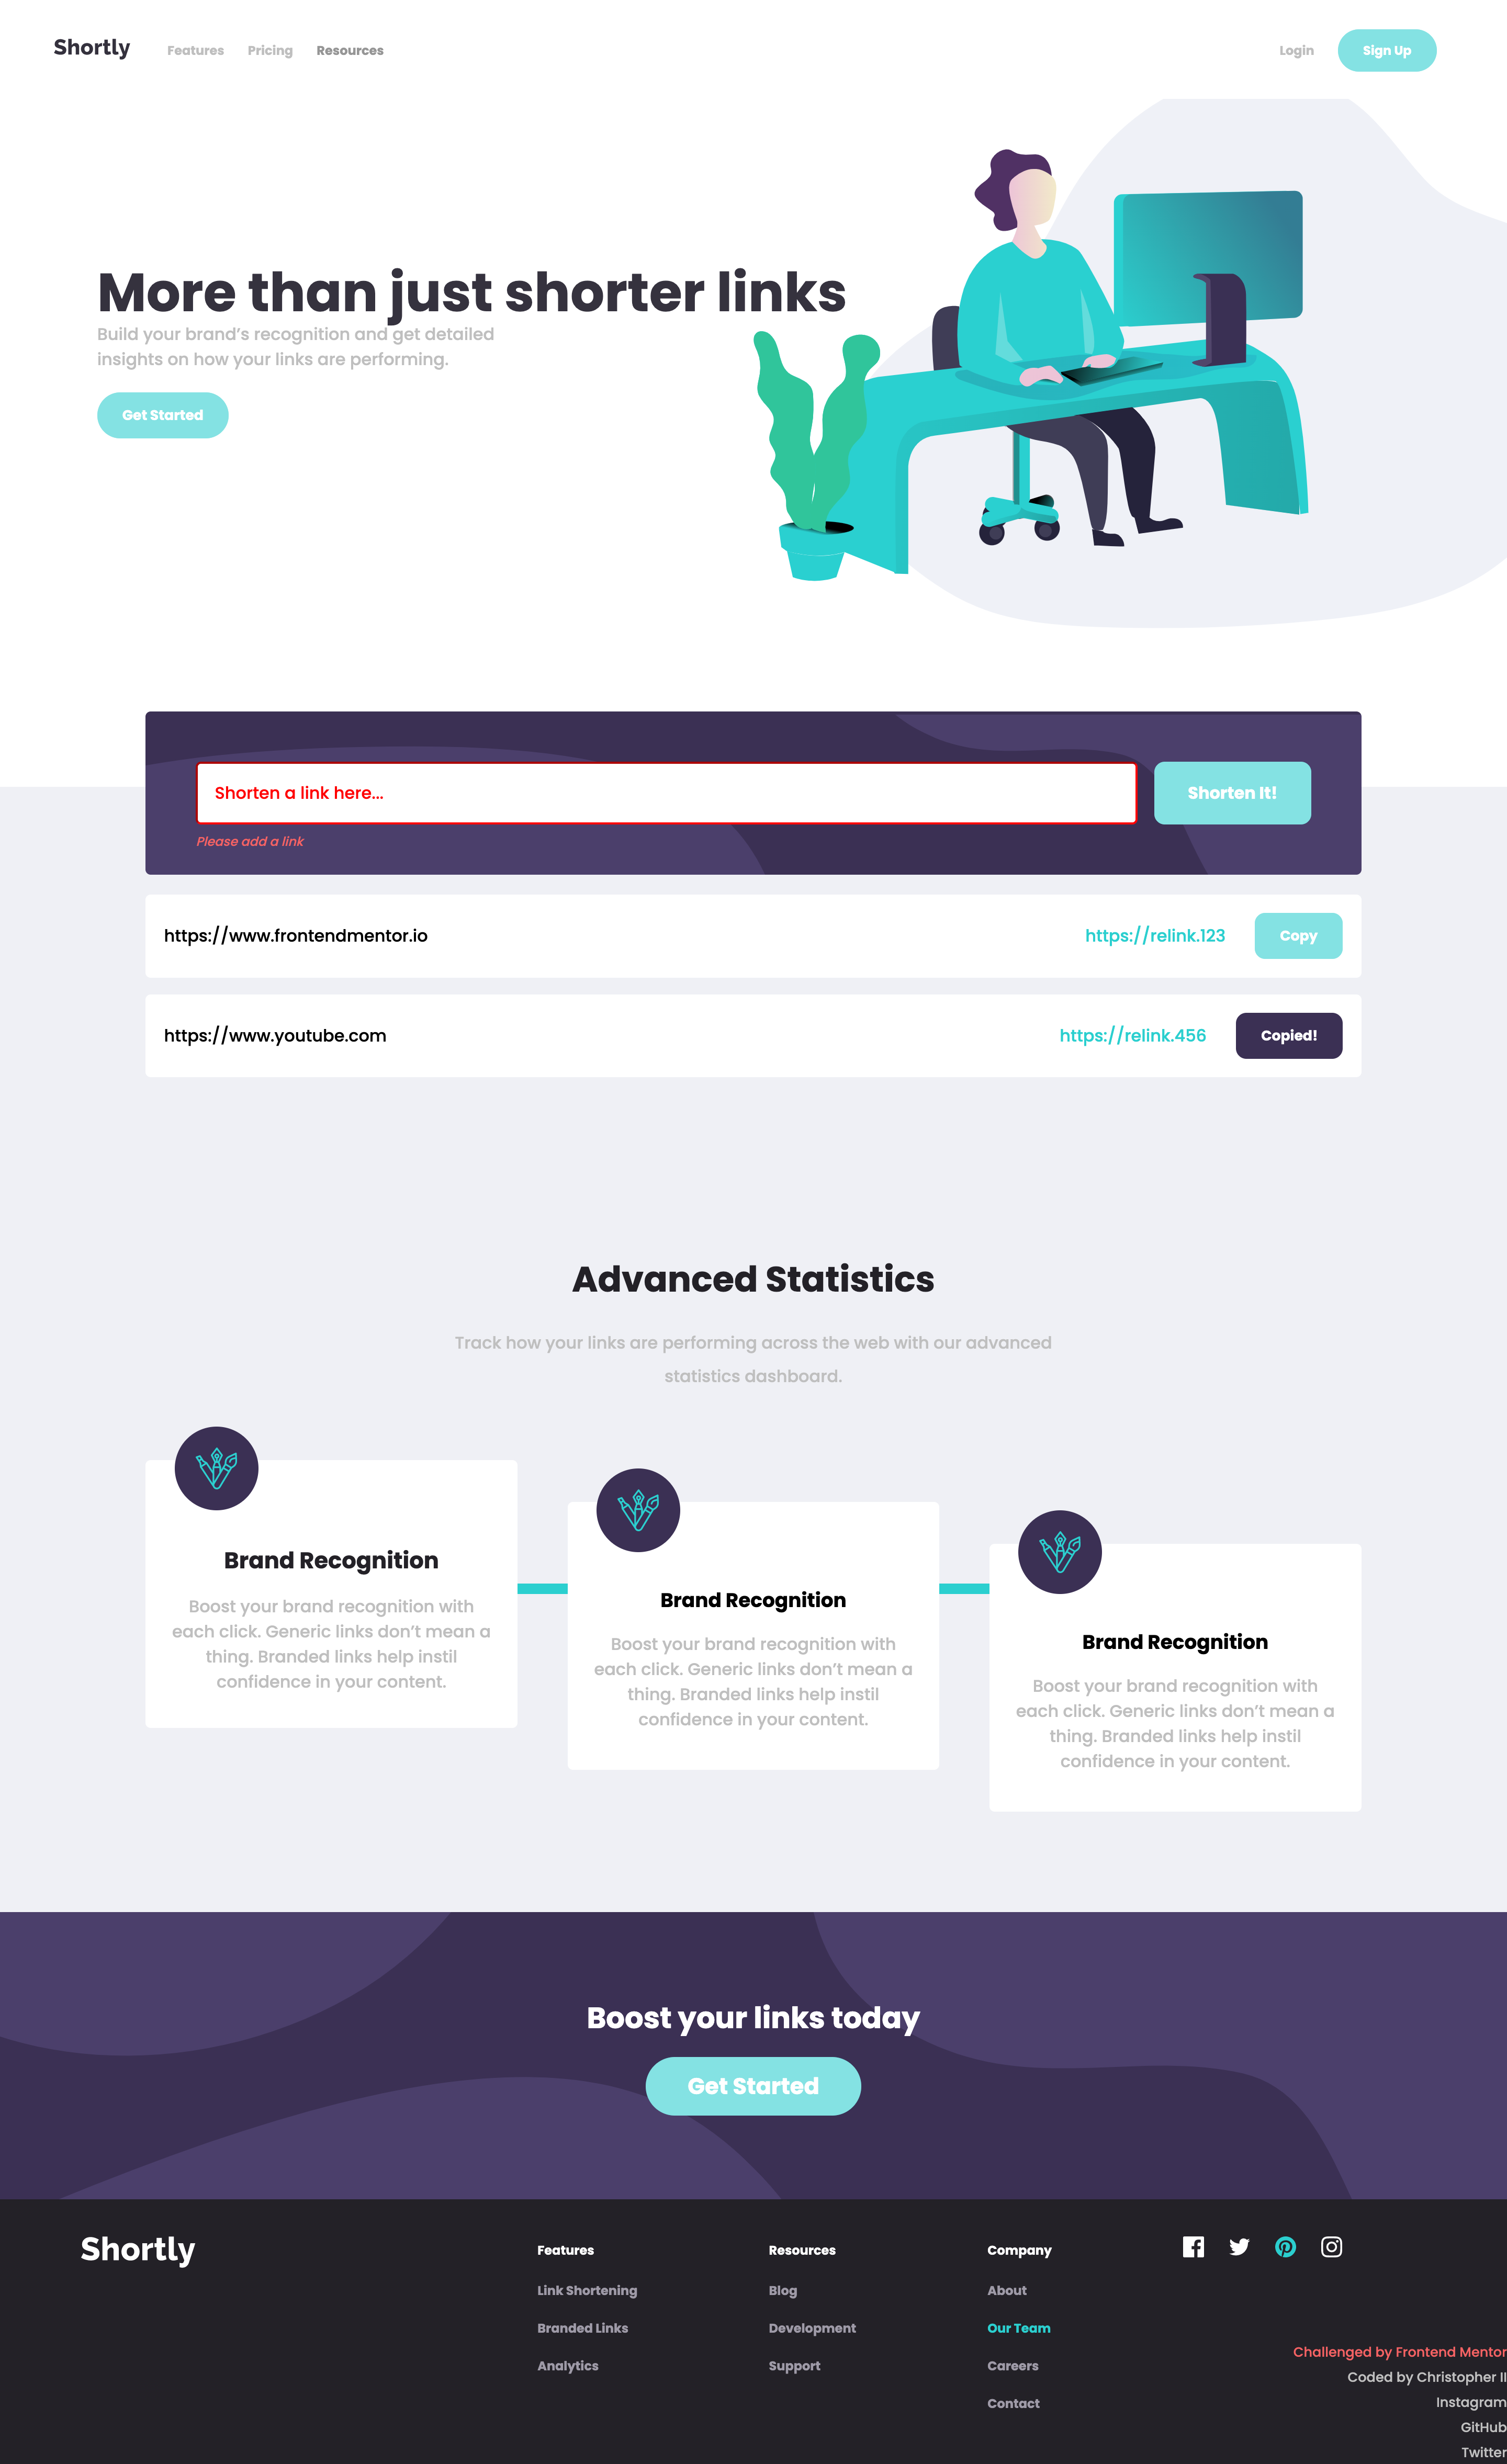 Shortly
Features
Pricing
Resources
Login
Sign Up
More than just shorter links
Build your brand’s recognition and get detailed
insights on how your links are performing.
Get Started
Shorten a link here...
Shorten It!
Please add a link
https://www.frontendmentor.io
https://relink.123
Copy
https://www.youtube.com
https://relink.456
Copied!
Advanced Statistics
Track how your links are performing across the web with our advanced
statistics dashboard.
Brand Recognition
Boost your brand recognition with
each click. Generic links don’t mean a
thing. Branded links help instil
confidence in your content.
Brand Recognition
Boost your brand recognition with
each click. Generic links don’t mean a
thing. Branded links help instil
confidence in your content.
Brand Recognition
Boost your brand recognition with
each click. Generic links don’t mean a
thing. Branded links help instil
confidence in your content.
Boost your links today
Get Started
Shortly
Features
Link Shortening
Branded Links
Analytics
Resources
Blog
Development
Support
Company
About
Our Team
Careers
Contact
Challenged by Frontend Mentor
Coded by Christopher II
Instagram
GitHub
Twitter